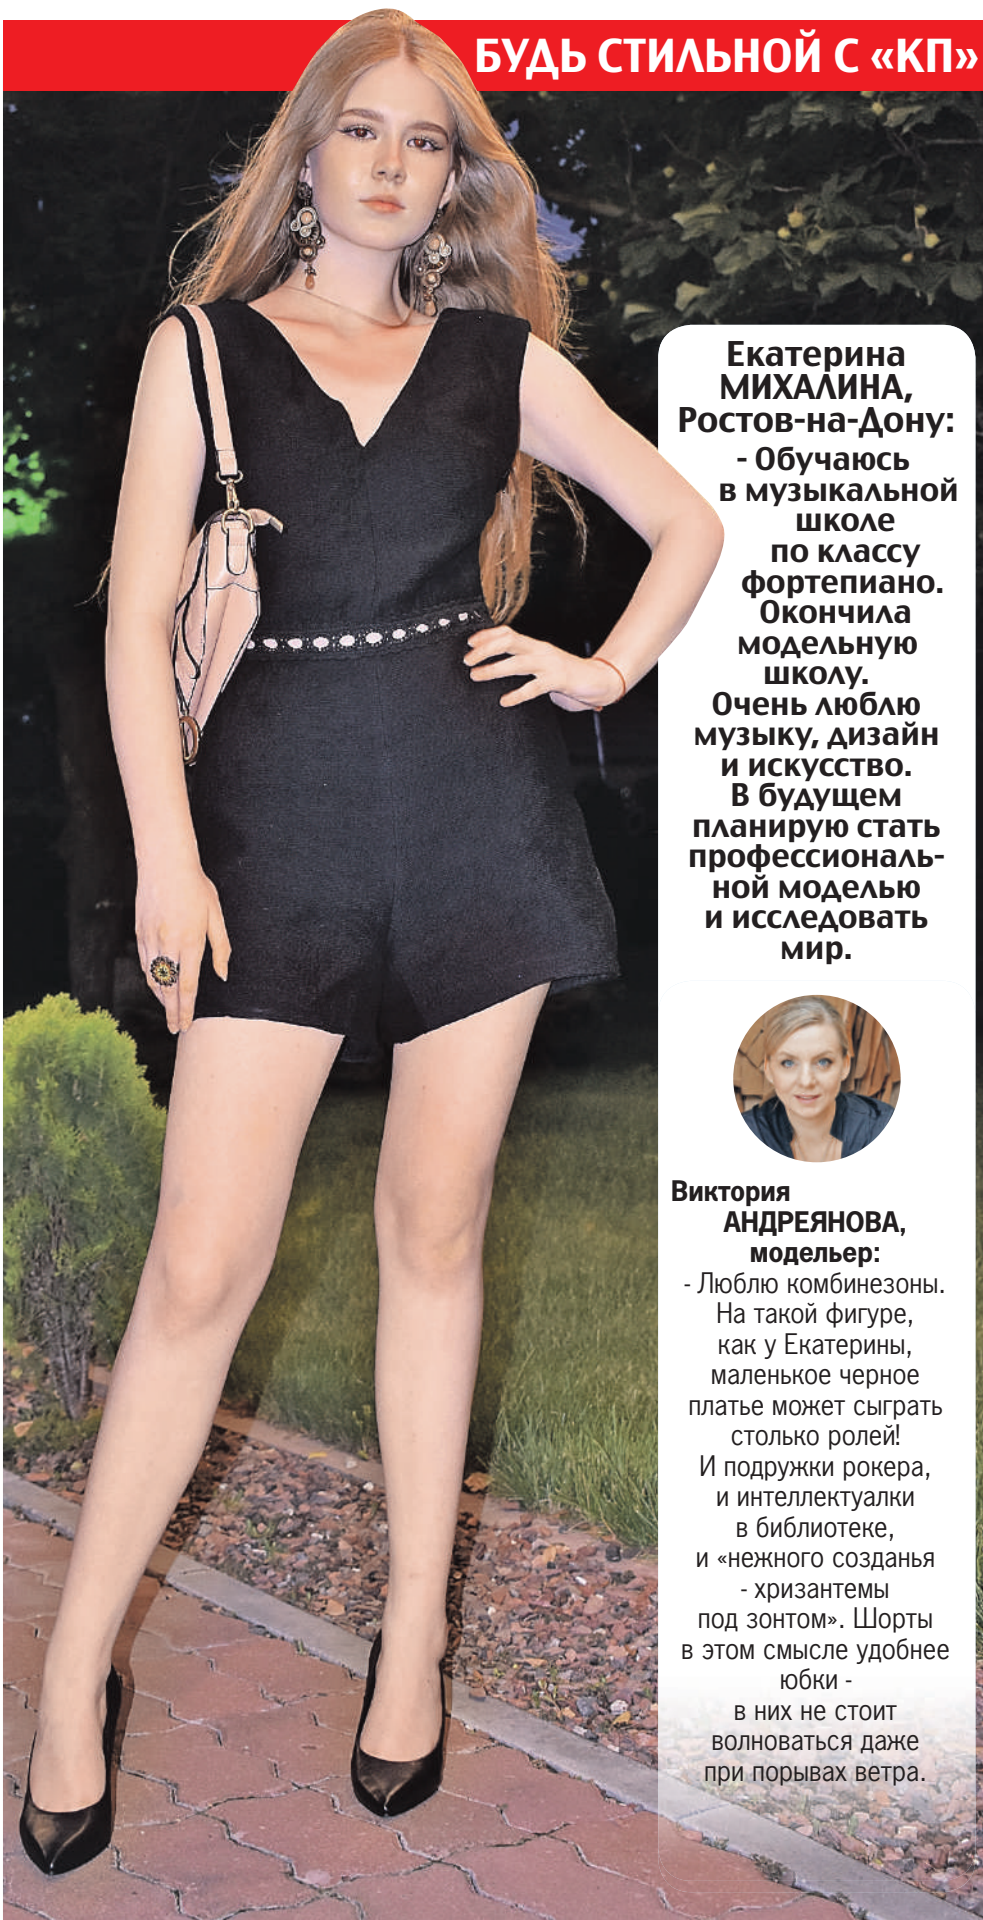 БУДЬ СТИЛЬНОЙ С «КП»
Екатерина
МИХАЛИНА,
Ростов-на-Дону:
- Обучаюсь
в музыкальной
школе
по классу
фортепиано.
Окончила
модельную
школу.
Очень люблю
музыку, дизайн
и искусство.
В будущем
планирую стать
профессиональ-
ной моделью
и исследовать
мир.
Виктория
АНДРЕЯНОВА,
модельер:
- Люблю комбинезоны.
На такой фигуре,
как у Екатерины,
маленькое черное
платье может сыграть
столько ролей!
И подружки рокера,
и интеллектуалки
в библиотеке,
и «нежного созданья
- хризантемы
под зонтом». Шорты
в этом смысле удобнее
юбки -
в них не стоит
волноваться даже
при порывах ветра.